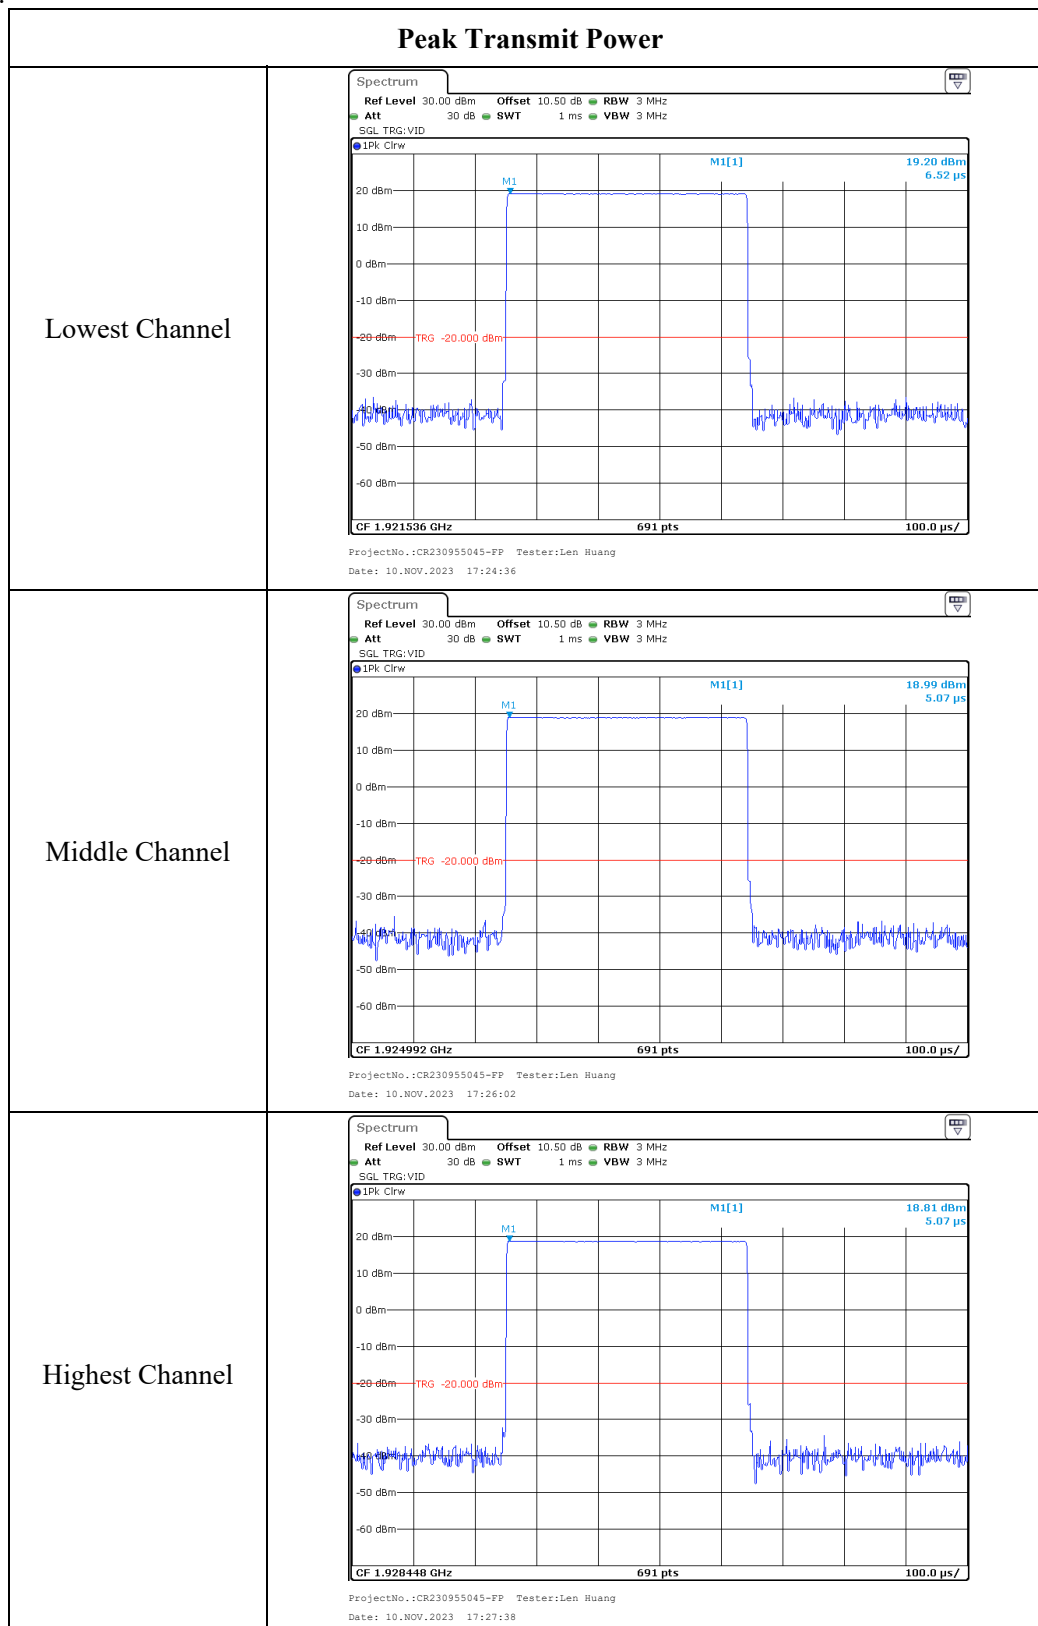 Peak Transmit Power
Lowest Channel
Spectrum
Ref Level 30.00 dBm Offset 10.50 dB RBW 3 MHz
Att 30 dB SWT 1 ms VBW 3 MHz
SGL TRG:VID
1Pk Clrw
M1[1] 19.20 dBm
6.52 µs
M1
20 dBm
10 dBm
0 dBm
-10 dBm
-20 dBm TRG -20.000 dBm
-30 dBm
-40 dBm
-50 dBm
-60 dBm
CF 1.921536 GHz 691 pts 100.0 µs/
ProjectNo.:CR230955045-FP Tester:Len Huang
Date: 10.NOV.2023 17:24:36
Middle Channel
Spectrum
Ref Level 30.00 dBm Offset 10.50 dB RBW 3 MHz
Att 30 dB SWT 1 ms VBW 3 MHz
SGL TRG:VID
1Pk Clrw
M1[1] 18.99 dBm
5.07 µs
M1
20 dBm
10 dBm
0 dBm
-10 dBm
-20 dBm TRG -20.000 dBm
-30 dBm
-40 dBm
-50 dBm
-60 dBm
CF 1.924992 GHz 691 pts 100.0 µs/
ProjectNo.:CR230955045-FP Tester:Len Huang
Date: 10.NOV.2023 17:26:02
Highest Channel
Spectrum
Ref Level 30.00 dBm Offset 10.50 dB RBW 3 MHz
Att 30 dB SWT 1 ms VBW 3 MHz
SGL TRG:VID
1Pk Clrw
M1[1] 18.81 dBm
5.07 µs
M1
20 dBm
10 dBm
0 dBm
-10 dBm
-20 dBm TRG -20.000 dBm
-30 dBm
-40 dBm
-50 dBm
-60 dBm
CF 1.928448 GHz 691 pts 100.0 µs/
ProjectNo.:CR230955045-FP Tester:Len Huang
Date: 10.NOV.2023 17:27:38